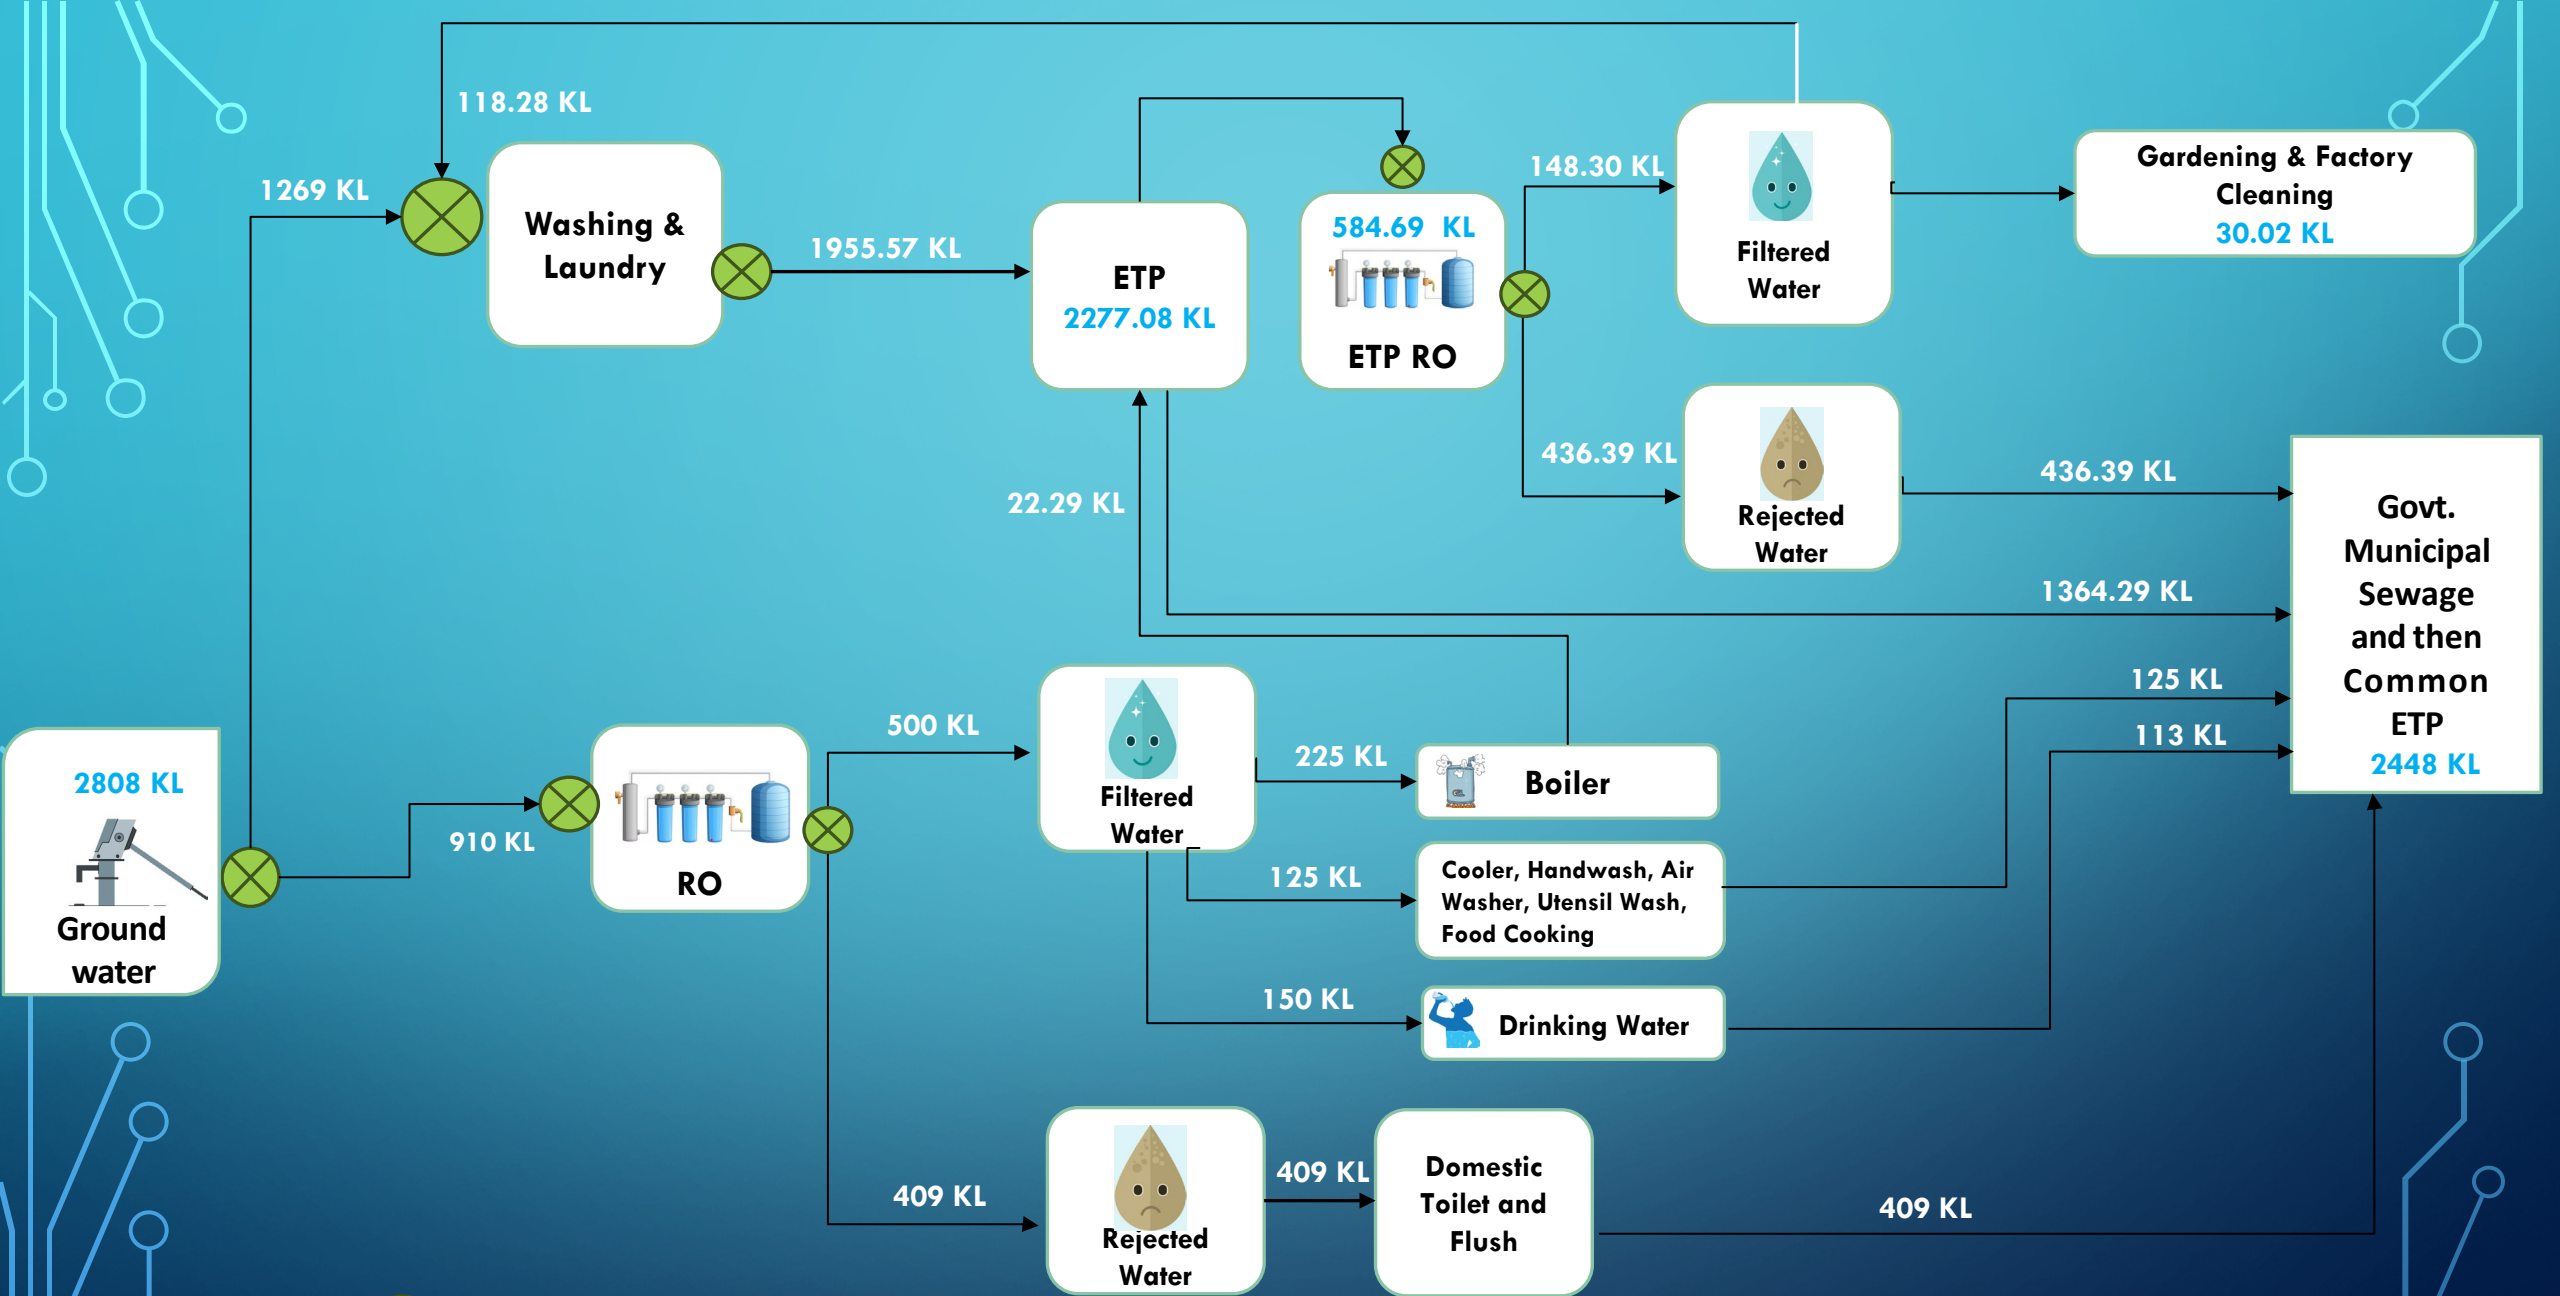 118.28 KL
1269 KL
Washing &
Laundry
1955.57 KL
ETP
2277.08 KL
584.69 KL
ETP RO
148.30 KL
Filtered
Water
Gardening & Factory
Cleaning
30.02 KL
436.39 KL
Rejected
Water
436.39 KL
22.29 KL
1364.29 KL
Govt.
Municipal
Sewage
and then
Common
ETP
2448 KL
125 KL
113 KL
2808 KL
Ground
water
910 KL
RO
500 KL
Filtered
Water
225 KL
Boiler
125 KL
Cooler, Handwash, Air
Washer, Utensil Wash,
Food Cooking
150 KL
Drinking Water
409 KL
Rejected
Water
409 KL
Domestic
Toilet and
Flush
409 KL